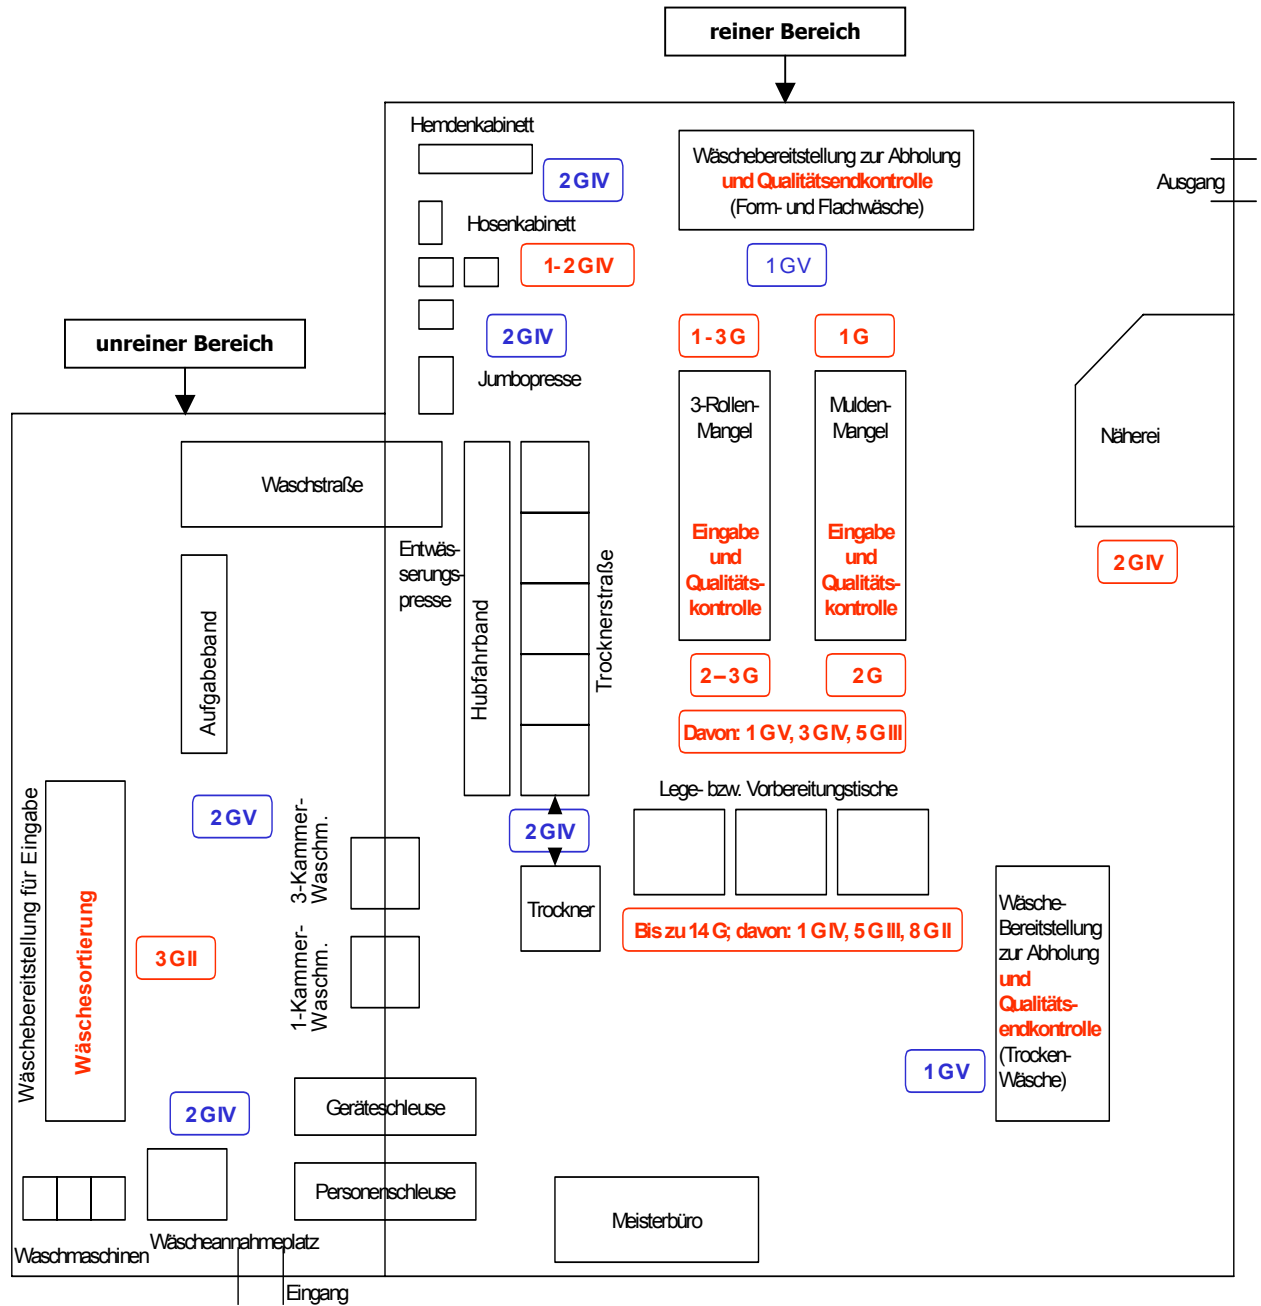 reiner Bereich
Hemdenkabinett
2 G IV
Wäschebereitstellung zur Abholung
und Qualitätsendkontrolle
(Form- und Flachwäsche)
Ausgang
Hosenkabinett
1- 2 G IV
1 G V
unreiner Bereich
2 G IV
Jumbopresse
1 - 3 G
1 G
3-Rollen-
Mangel
Eingabe
und
Qualitäts-
kontrolle
Mulden-
Mangel
Eingabe
und
Qualitäts-
kontrolle
Näherei
2 G IV
Waschstraße
Entwäs-
serungs-
presse
Hubfahrband
Trocknerstraße
Aufgabeband
2 – 3 G
2 G
Davon: 1 G V, 3 G IV, 5 G III
Lege- bzw. Vorbereitungstische
2 G V
2 G IV
3-Kammer-
Waschm.
Trockner
Bis zu 14 G; davon: 1 G IV, 5 G III, 8 G II
Wäschebereitstellung für Eingabe
Wäschesortierung
3 G II
1-Kammer-
Waschm.
Wäsche-
Bereitstellung
zur Abholung
und
Qualitäts-
endkontrolle
(Trocken-
Wäsche)
1 G V
2 G IV
Geräteschleuse
Personenschleuse
Meisterbüro
Waschmaschinen
Wäscheannahmeplatz
Eingang